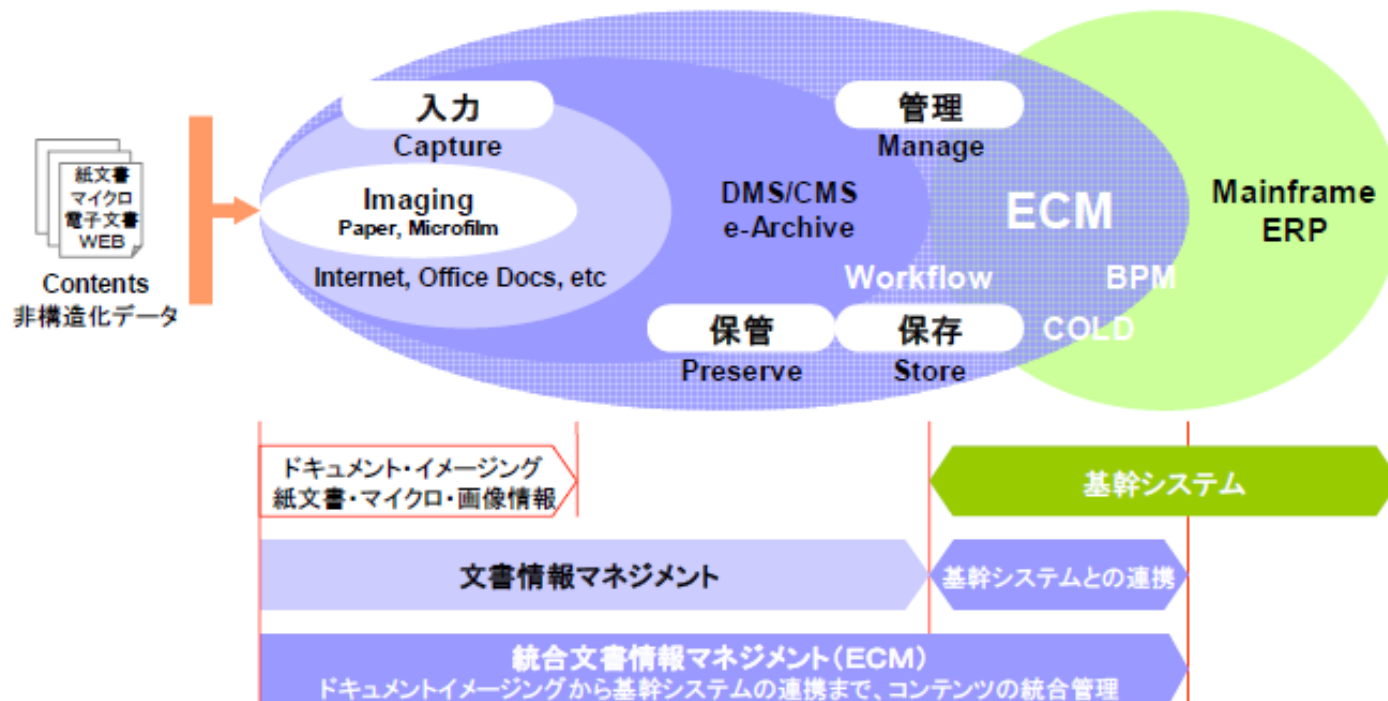 紙文書
マイクロ
電子文書
WEB
Contents
非構造化データ
入力
Capture
Imaging
Paper, Microfilm
Internet, Office Docs, etc
DMS/CMS
e-Archive
管理
Manage
ECM
Workflow
BPM
COLD
保管
Preserve
保存
Store
Mainframe
ERP
ドキュメント・イメージング
紙文書・マイクロ・画像情報
基幹システム
文書情報マネジメント
基幹システムとの連携
統合文書情報マネジメント(ECM)
ドキュメントイメージングから基幹システムの連携まで、コンテンツの統合管理